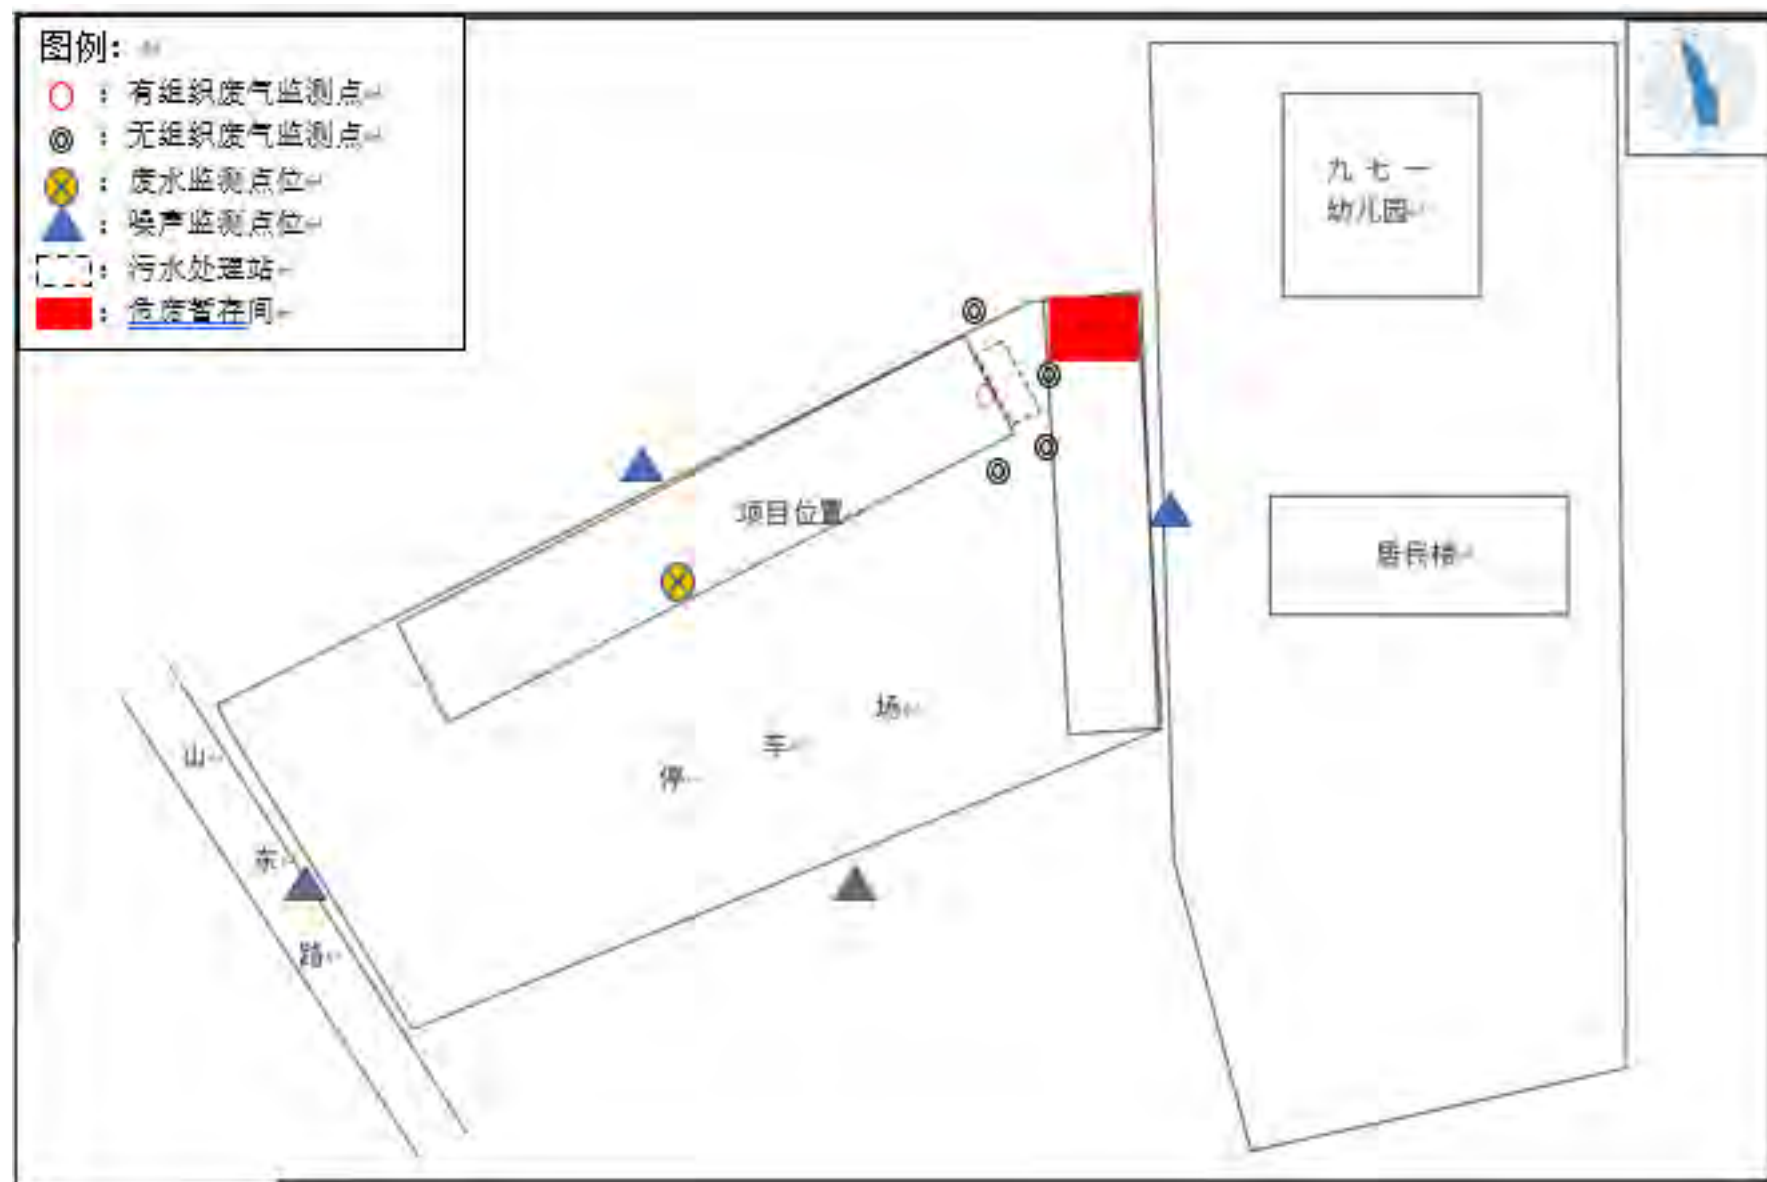 图例：
：有组织废气监测点
：无组织废气监测点
：废水监测点位
：噪声监测点位
：污水处理站
：危废暂存间
九七一
幼儿园
项目位置
居民楼
场
车
停
山
东
路